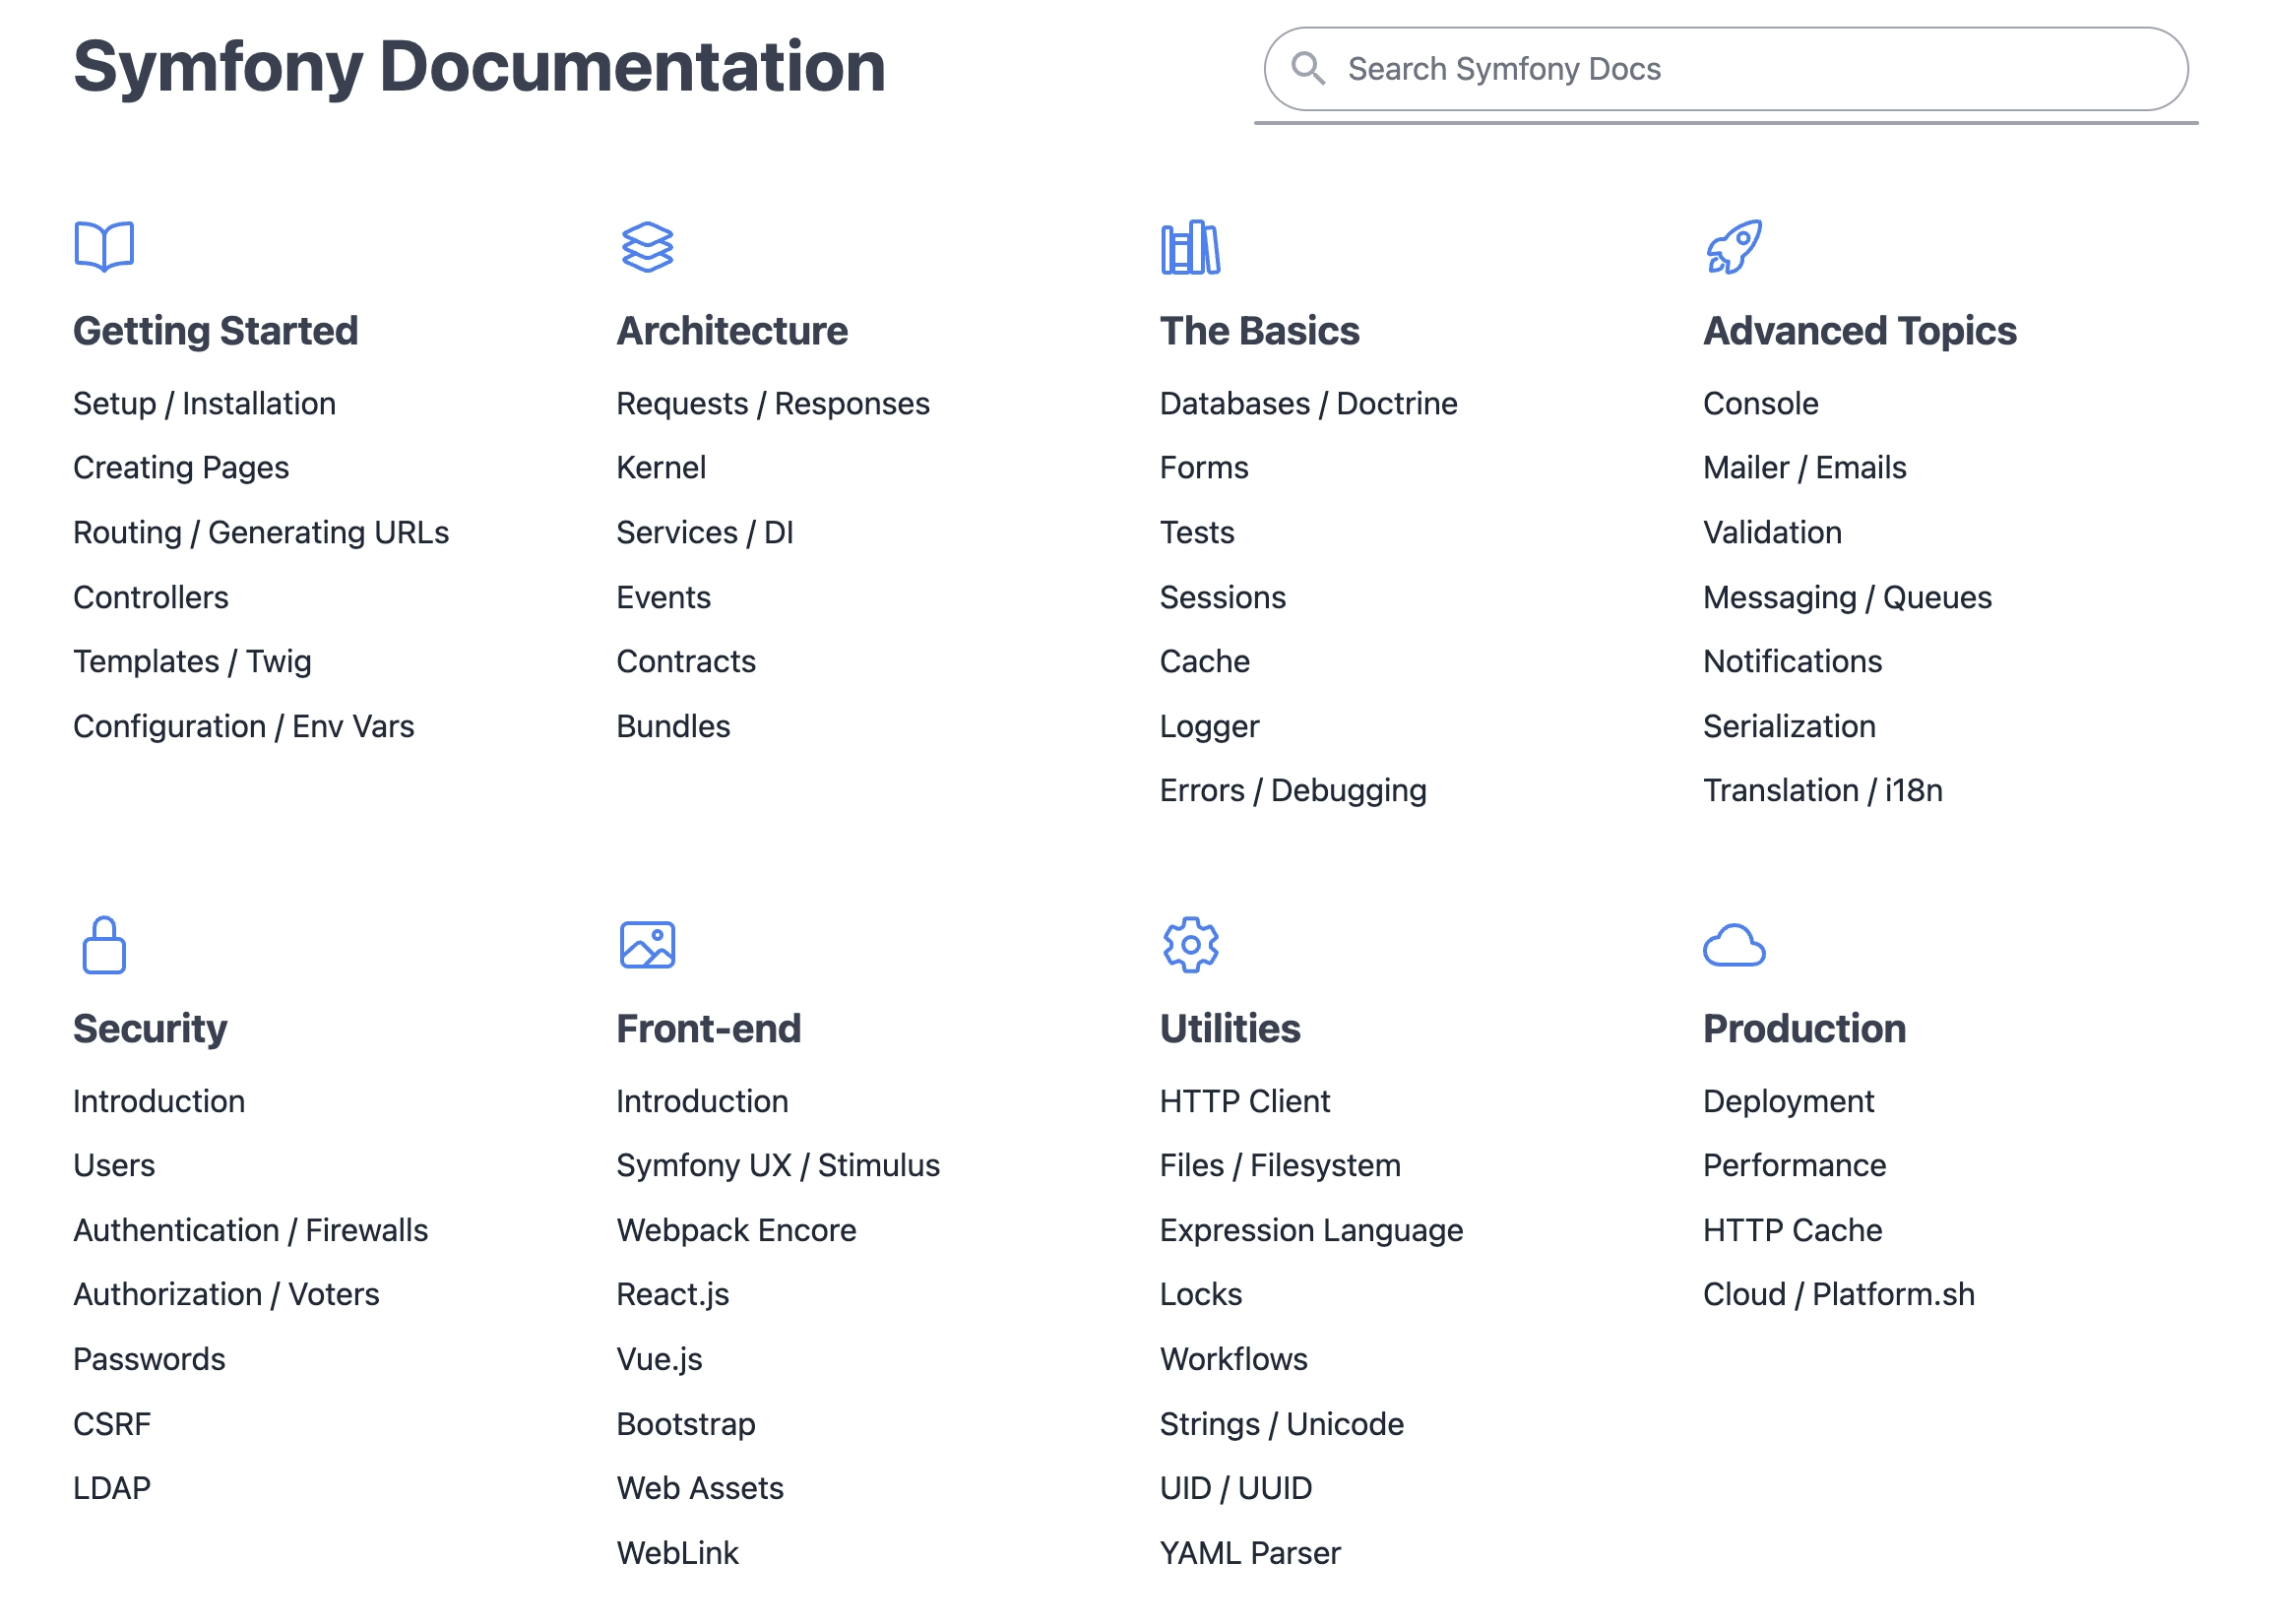 Symfony Documentation
Search Symfony Docs
Getting Started
Setup / Installation
Creating Pages
Routing / Generating URLs
Controllers
Templates / Twig
Configuration / Env Vars
Architecture
Requests / Responses
Kernel
Services / DI
Events
Contracts
Bundles
The Basics
Databases / Doctrine
Forms
Tests
Sessions
Cache
Logger
Errors / Debugging
Advanced Topics
Console
Mailer / Emails
Validation
Messaging / Queues
Notifications
Serialization
Translation / i18n
Security
Introduction
Users
Authentication / Firewalls
Authorization / Voters
Passwords
CSRF
LDAP
Front-end
Introduction
Symfony UX / Stimulus
Webpack Encore
React.js
Vue.js
Bootstrap
Web Assets
WebLink
Utilities
HTTP Client
Files / Filesystem
Expression Language
Locks
Workflows
Strings / Unicode
UID / UUID
YAML Parser
Production
Deployment
Performance
HTTP Cache
Cloud / Platform.sh